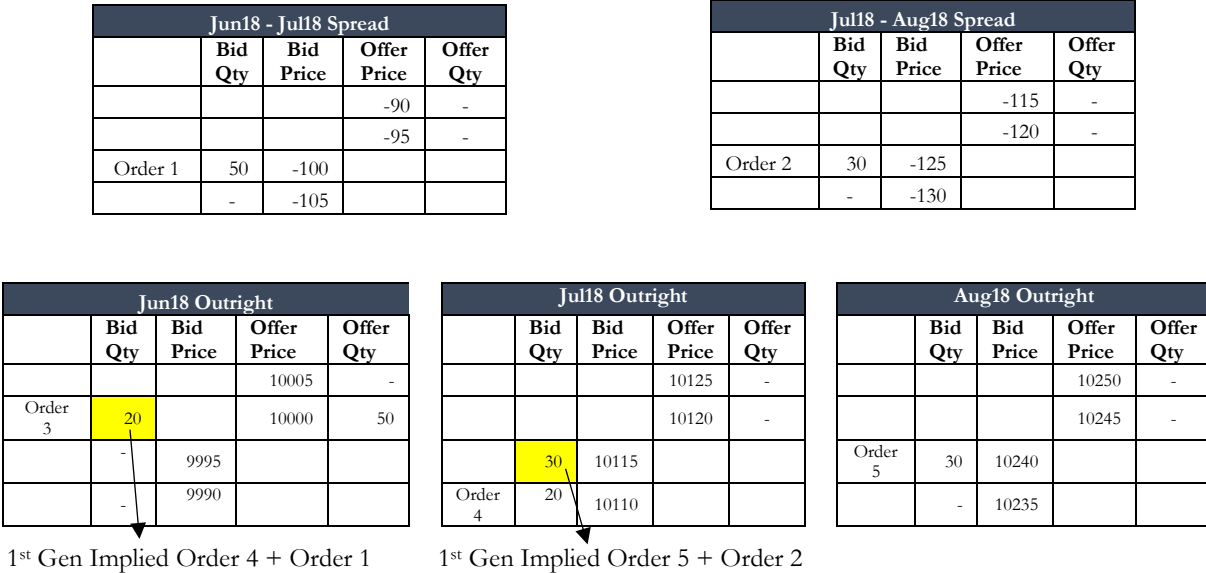 Jun18 - Jul18 Spread
Bid Qty Bid Price Offer Price Offer Qty
-90 -
-95 -
Order 1 50 -100
- -105
Jul18 - Aug18 Spread
Bid Qty Bid Price Offer Price Offer Qty
-115 -
-120 -
Order 2 30 -125
- -130
Jun18 Outright
Bid Qty Bid Price Offer Price Offer Qty
10005 -
Order 3 20 10000 50
- 9995
- 9990
Jul18 Outright
Bid Qty Bid Price Offer Price Offer Qty
10125 -
10120 -
30 10115
Order 4 20 10110
Aug18 Outright
Bid Qty Bid Price Offer Price Offer Qty
10250 -
10245 -
Order 5 30 10240
- 10235
1st Gen Implied Order 4 + Order 1
1st Gen Implied Order 5 + Order 2